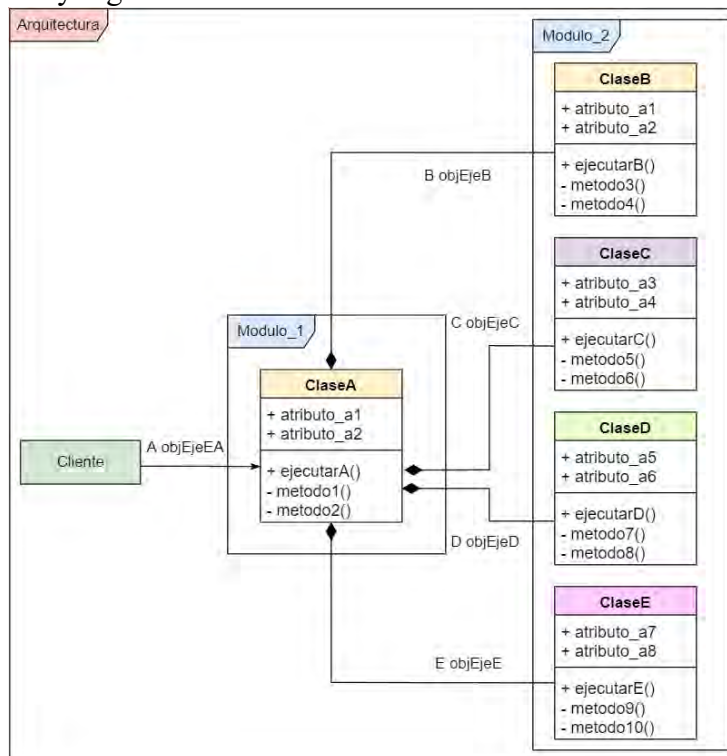 Arquitectura
Modulo_2
ClaseB
+ atributo_a1
+ atributo_a2
+ ejecutarB()
- metodo3()
- metodo4()
B objEjeB
ClaseC
+ atributo_a3
+ atributo_a4
+ ejecutarC()
- metodo5()
- metodo6()
C objEjeC
Modulo_1
ClaseA
+ atributo_a1
+ atributo_a2
+ ejecutarA()
- metodo1()
- metodo2()
Cliente
A objEjeEA
ClaseD
+ atributo_a5
+ atributo_a6
+ ejecutarD()
- metodo7()
- metodo8()
D objEjeD
ClaseE
+ atributo_a7
+ atributo_a8
+ ejecutarE()
- metodo9()
- metodo10()
E objEjeE